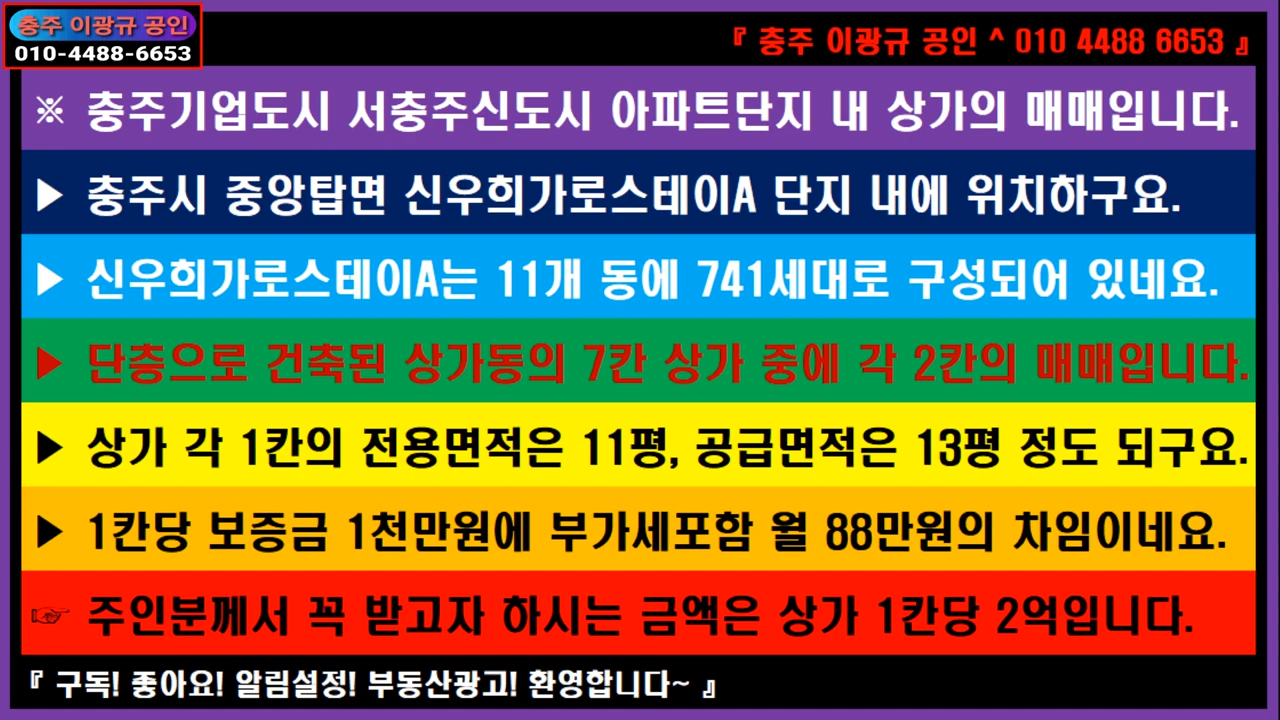 충주 이광규 공인
010-4488-6653
『 충주 이광규 공인 ^ 010 4488 6653 』
※ 충주기업도시 서충주신도시 아파트단지 내 상가의 매매입니다.
▶ 충주시 중앙탑면 신우희가로스테이A 단지 내에 위치하구요.
▶ 신우희가로스테이A는 11개 동에 741세대로 구성되어 있네요.
▶ 단층으로 건축된 상가동의 7칸 상가 중에 각 2칸의 매매입니다.
▶ 상가 각 1칸의 전용면적은 11평, 공급면적은 13평 정도 되구요.
▶ 1칸당 보증금 1천만원에 부가세포함 월 88만원의 차임이네요.
☞ 주인분께서 꼭 받고자 하시는 금액은 상가 1칸당 2억입니다.
『 구독! 좋아요! 알림설정! 부동산광고! 환영합니다~ 』